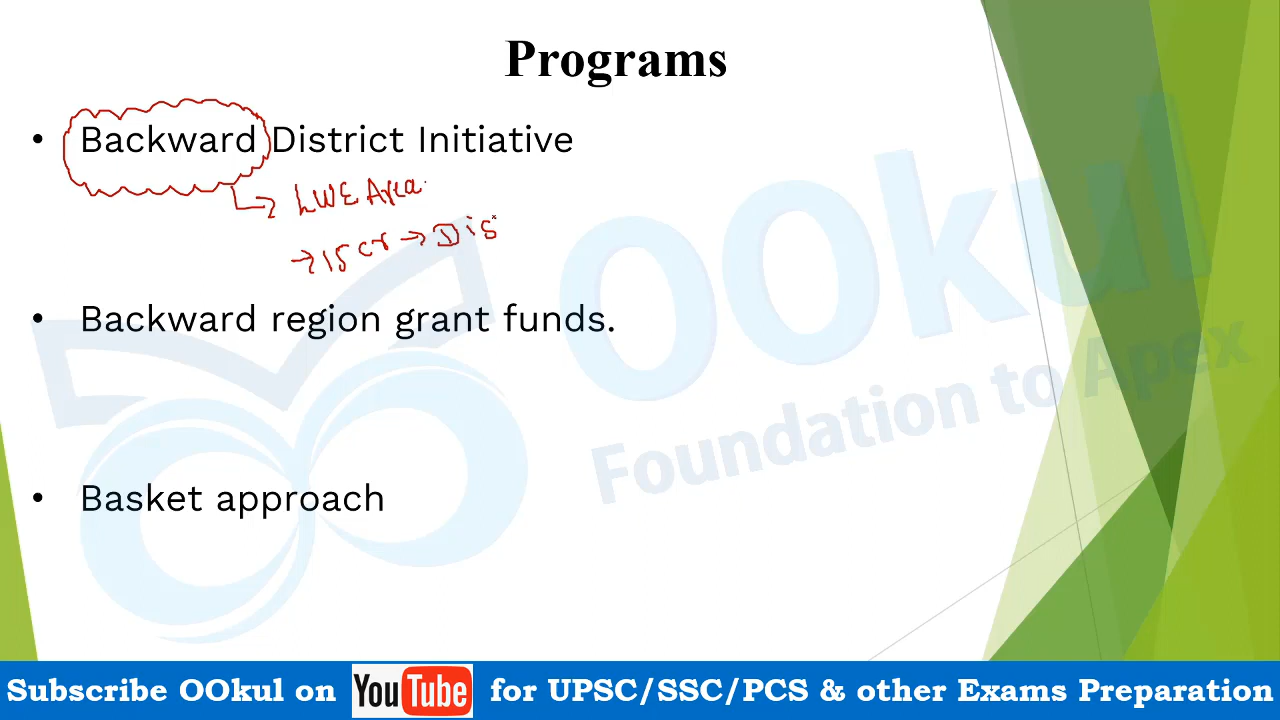 Programs
• Backward District Initiative
LWE Area
→ 15 cr → Dis
• Backward region grant funds.
• Basket approach
OOkul
Foundation to Apex
Subscribe OOkul on YouTube for UPSC/SSC/PCS & other Exams Preparation